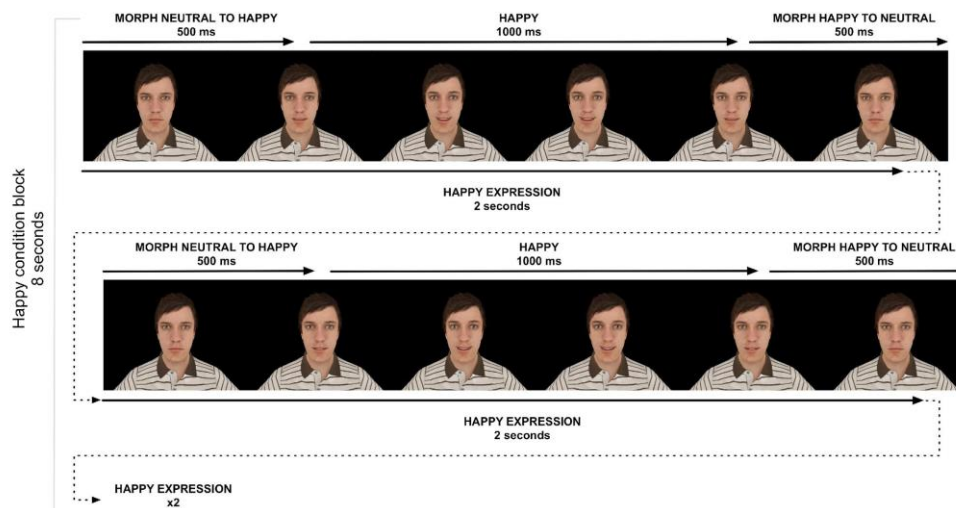 MORPH NEUTRAL TO HAPPY
500 ms
HAPPY
1000 ms
MORPH HAPPY TO NEUTRAL
500 ms
HAPPY EXPRESSION
2 seconds
Happy condition block
8 seconds
MORPH NEUTRAL TO HAPPY
500 ms
HAPPY
1000 ms
MORPH HAPPY TO NEUTRAL
500 ms
HAPPY EXPRESSION
2 seconds
HAPPY EXPRESSION
x2